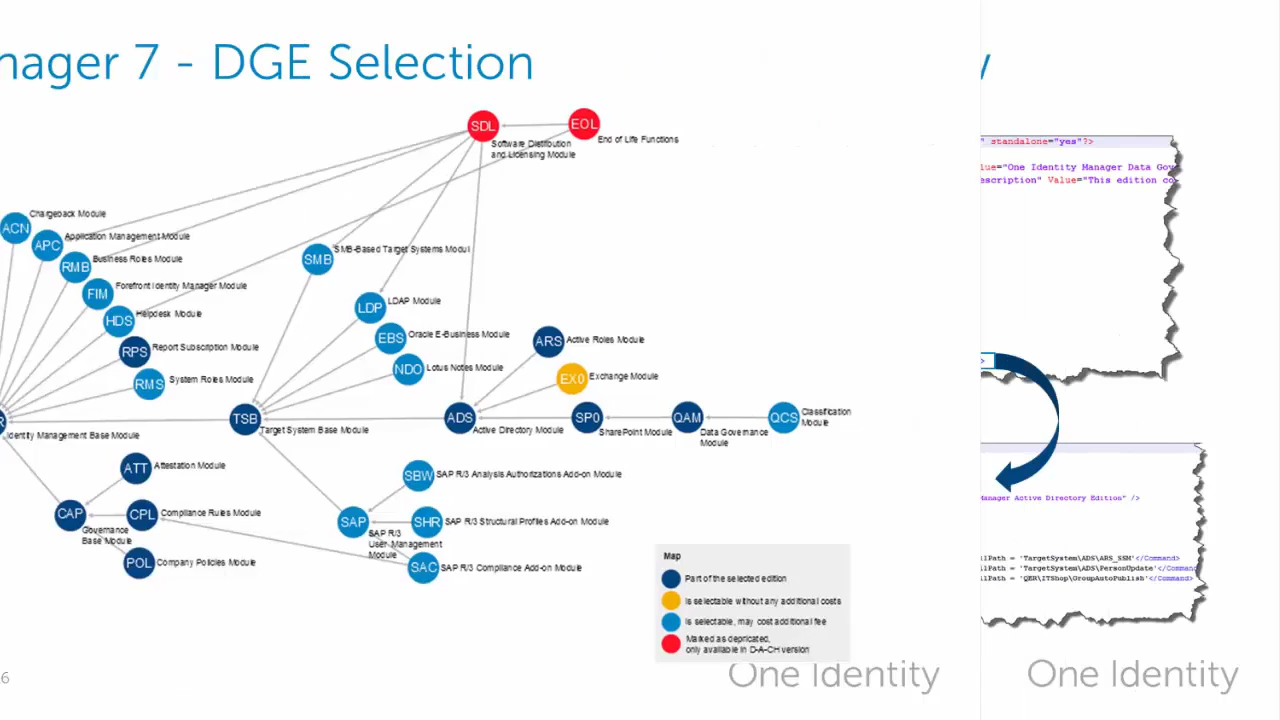 nager 7 - DGE Selection
SDL
Software Distribution
and Licensing Module
EOL
End of Life Functions
ACN
Chargeback Module
APC
Application Management Module
RMB
Business Roles Module
FIM
Forefront Identity Manager Module
HDS
Helpdesk Module
RPS
Report Subscription Module
RMS
System Roles Module
SMB
SMB-Based Target Systems Modul
LDP
LDAP Module
EBS
Oracle E-Business Module
NDO
Lotus Notes Module
ARS
Active Roles Module
EX0
Exchange Module
R
Identity Management Base Module
TSB
Target System Base Module
ADS
Active Directory Module
SP0
SharePoint Module
QAM
Data Governance
Module
QCS
Classification
Module
ATT
Attestation Module
CAP
Governance
Base Module
CPL
Compliance Rules Module
POL
Company Policies Module
SAP
SAP R/3
User-Management
Module
SBW
SAP R/3 Analysis Authorizations Add-on Module
SHR
SAP R/3 Structural Profiles Add-on Module
SAC
SAP R/3 Compliance Add-on Module
Map
Part of the selected edition
Is selectable without any additional costs
Is selectable, may cost additional fee
Marked as depricated,
only available in D-A-CH version
6
One Identity
y
" standalone="yes"?>
lue="One Identity Manager Data Gov
escription" Value="This edition co
>
Manager Active Directory Edition" />
llPath = 'TargetSystem\ADS\ARS_SSM'</Command>
llPath = 'TargetSystem\ADS\PersonUpdate'</Comman
llPath = 'QER\ITShop\GroupAutoPublish'</Command>
One Identity